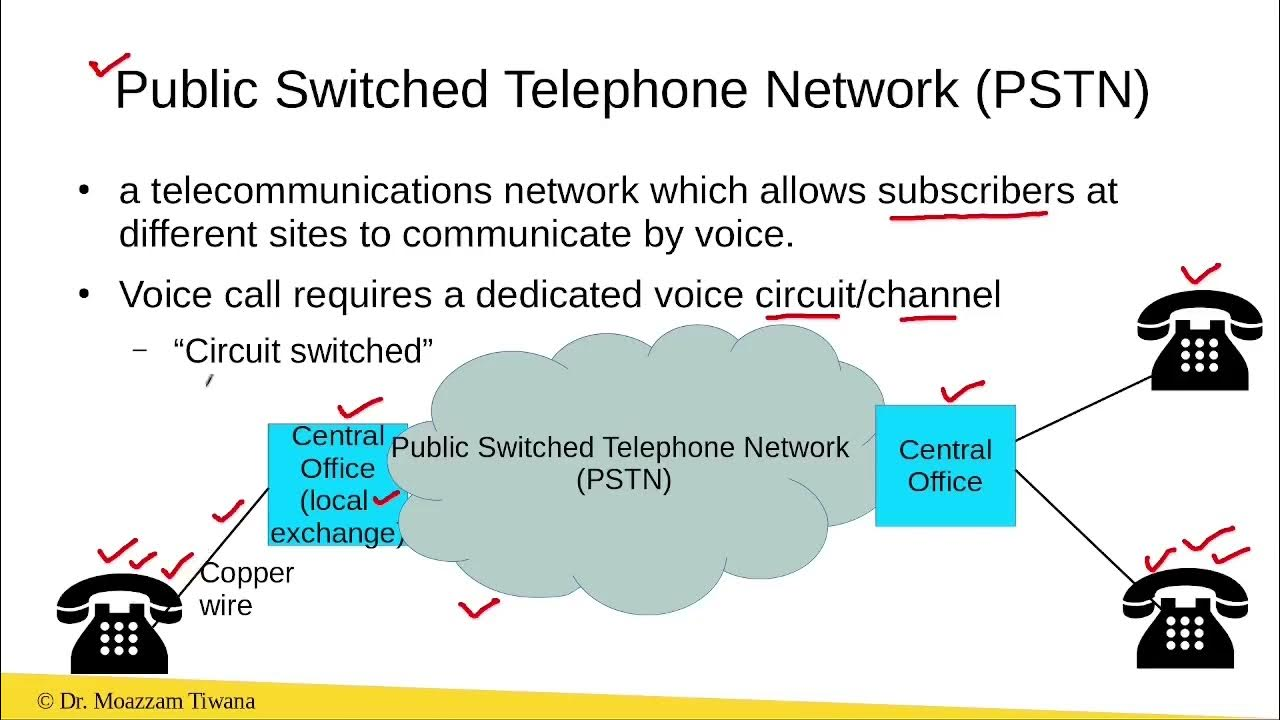 Public Switched Telephone Network (PSTN)
• a telecommunications network which allows subscribers at
different sites to communicate by voice.
• Voice call requires a dedicated voice circuit/channel
– “Circuit switched”
Central
Office
(local
exchange)
Public Switched Telephone Network
(PSTN)
Central
Office
Copper
wire
© Dr. Moazzam Tiwana